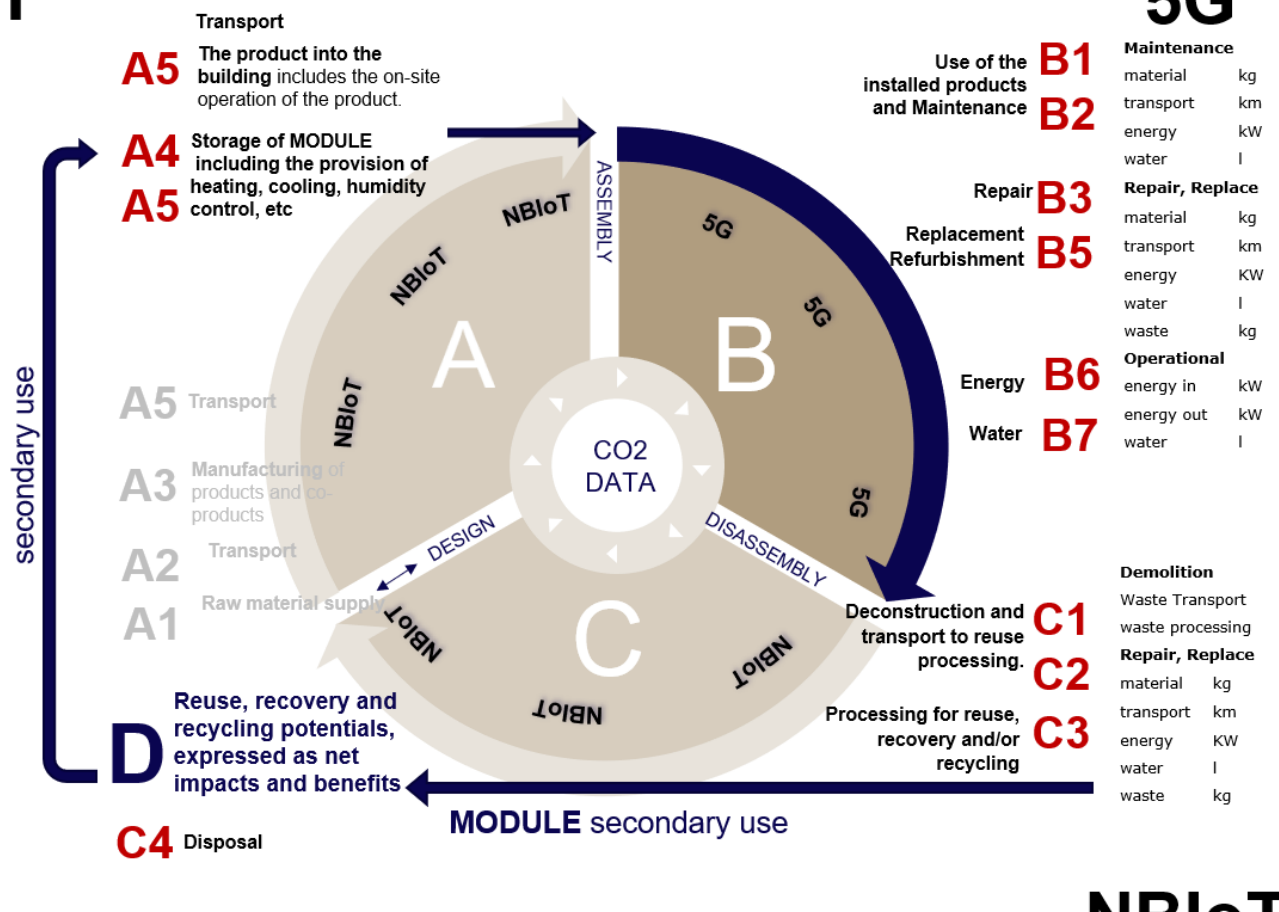 5G
Transport
A5
The product into the
building includes the on-site
operation of the product.
A4
Storage of MODULE
including the provision of
heating, cooling, humidity
control, etc
A5
A5 Transport
A3
Manufacturing of
products and co-
products
A2 Transport
A1 Raw material supply
secondary use
D
Reuse, recovery and
recycling potentials,
expressed as net
impacts and benefits
C4 Disposal
MODULE secondary use
A
NBIoT
NBIoT
NBIoT
ASSEMBLY
B
5G
5G
5G
DISASSEMBLY
C
NBIoT
NBIoT
NBIoT
DESIGN
CO2
DATA
Use of the
installed products
and Maintenance
B1
B2
Repair B3
Replacement
Refurbishment
B5
Energy B6
Water B7
Deconstruction and
transport to reuse
processing.
C1
C2
Processing for reuse,
recovery and/or
recycling
C3
Maintenance
material kg
transport km
energy kW
water l
Repair, Replace
material kg
transport km
energy KW
water l
waste kg
Operational
energy in kW
energy out kW
water l
Demolition
Waste Transport
waste processing
Repair, Replace
material kg
transport km
energy KW
water l
waste kg
NBIoT